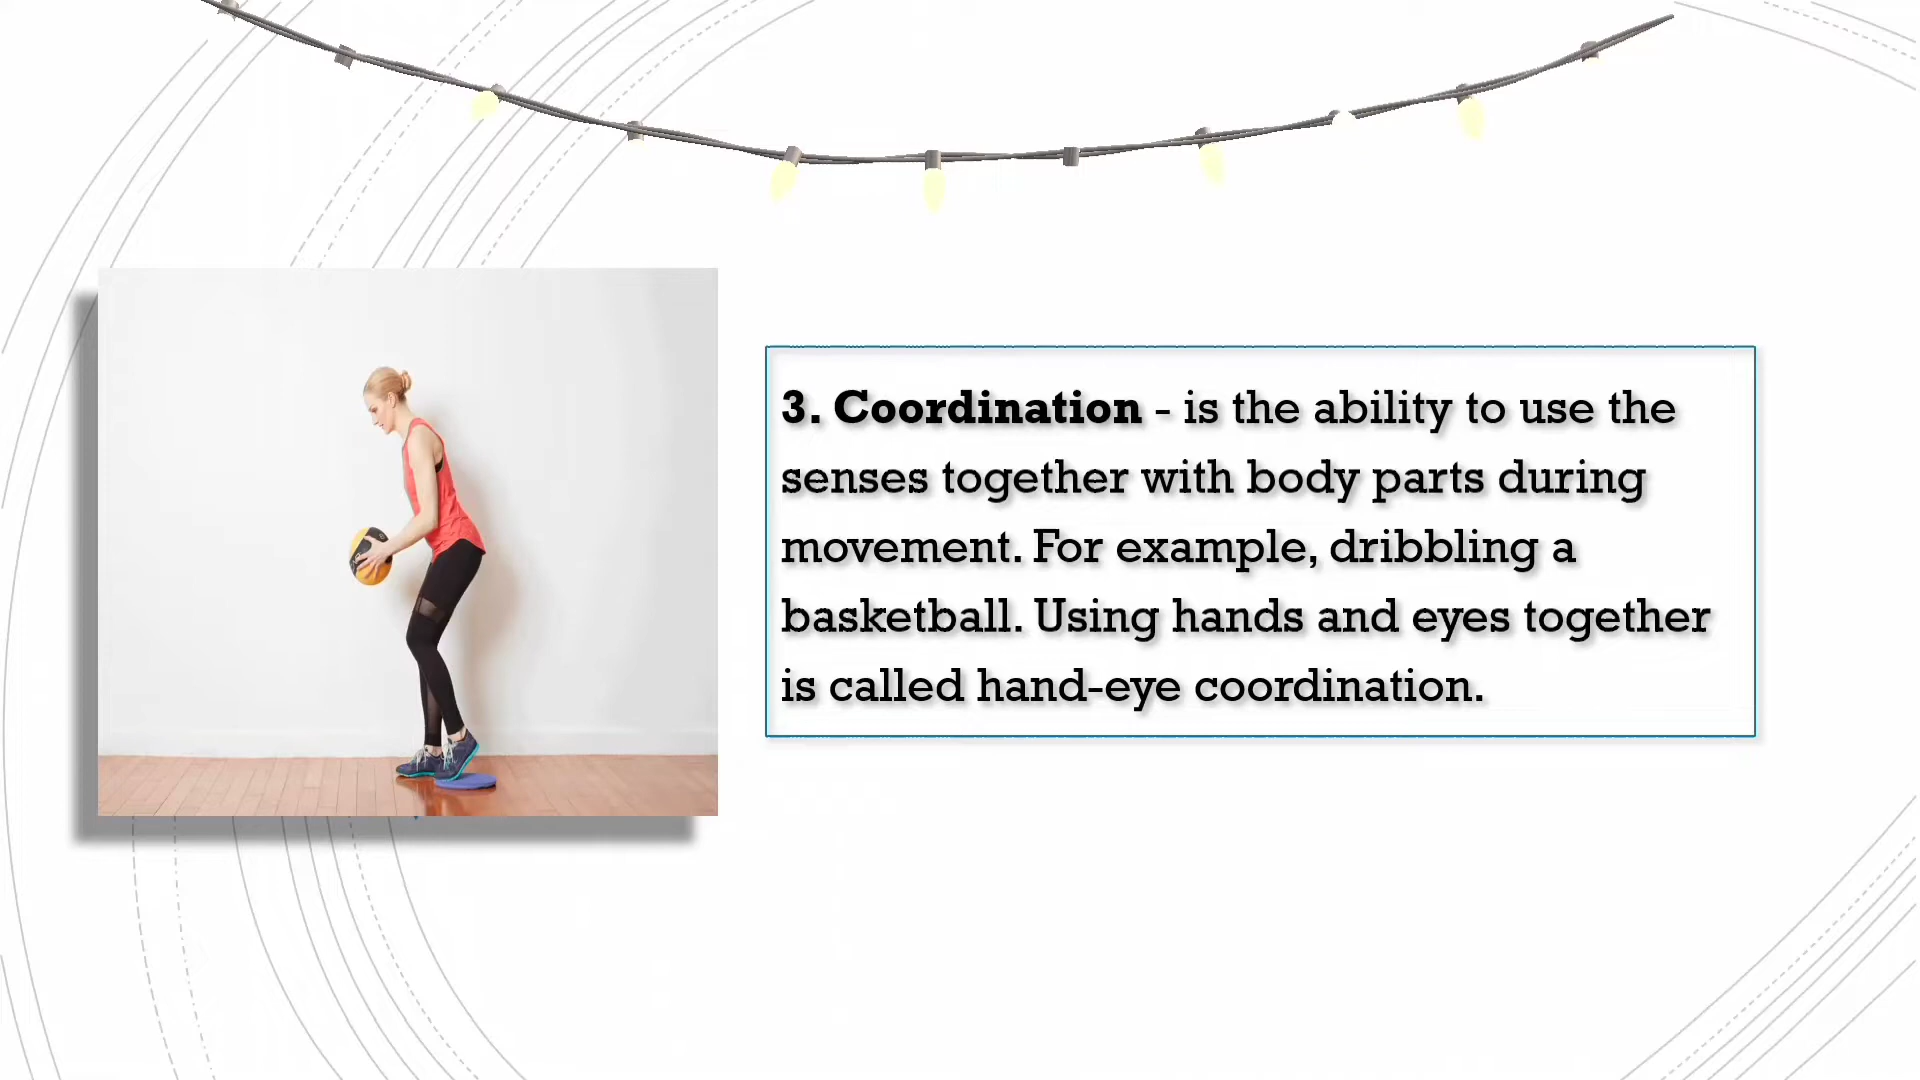 3. Coordination - is the ability to use the
senses together with body parts during
movement. For example, dribbling a
basketball. Using hands and eyes together
is called hand-eye coordination.